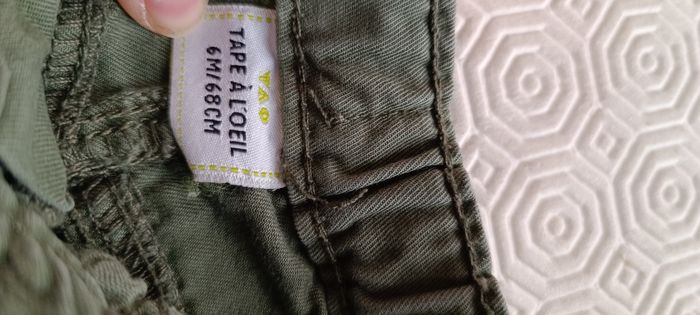 TAO
TAPE À L'OEIL
6M/68CM